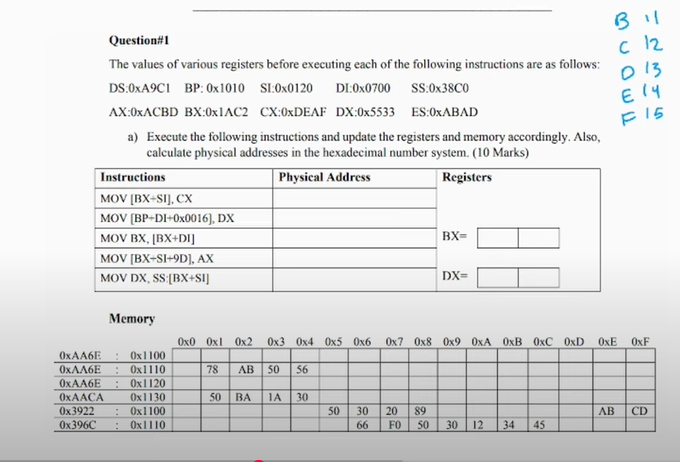 B 11
C 12
D 13
E 14
F 15
Question#1
The values of various registers before executing each of the following instructions are as follows:
DS:0xA9C1 BP: 0x1010 SI:0x0120 DI:0x0700 SS:0x38C0
AX:0xACBD BX:0x1AC2 CX:0xDEAF DX:0x5533 ES:0xABAD
a) Execute the following instructions and update the registers and memory accordingly. Also,
calculate physical addresses in the hexadecimal number system. (10 Marks)
Instructions Physical Address Registers
MOV [BX+SI], CX
MOV [BP+DI+0x0016], DX
MOV BX, [BX+DI] BX=
MOV [BX+SI+9D], AX
MOV DX, SS:[BX+SI] DX=
Memory
0x0 0x1 0x2 0x3 0x4 0x5 0x6 0x7 0x8 0x9 0xA 0xB 0xC 0xD 0xE 0xF
0xAA6E : 0x1100
0xAA6E : 0x1110 78 AB 50 56
0xAA6E : 0x1120
0xAACA : 0x1130 50 BA 1A 30
0x3922 : 0x1100 50 30 20 89 AB CD
0x396C : 0x1110 66 F0 50 30 12 34 45